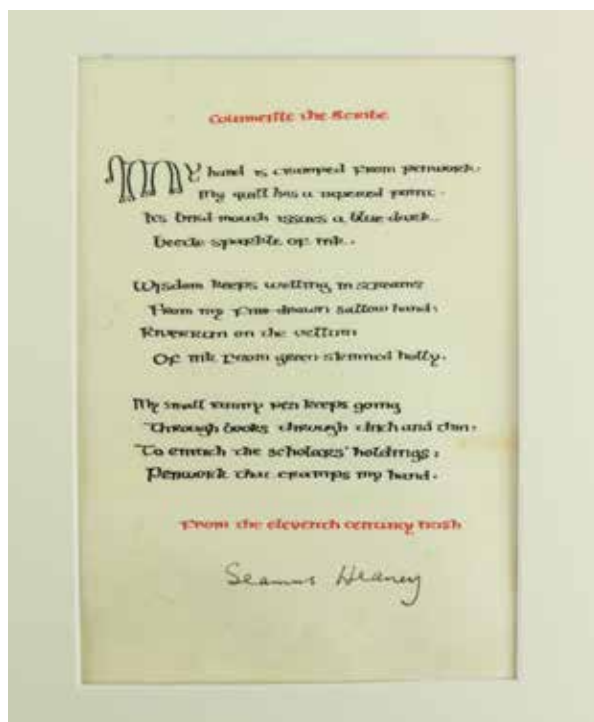 Colmcille the Scribe
My hand is cramped from penwork.
My quill has a tapered point.
Its bird mouth issues a blue-dark
Beetle sparkle of ink.
Wisdom keeps welling in streams
From my fine drawn sallow hand:
Riverrun on the vellum
Of ink from green skinned holly.
My small runny pen keeps going
Through books, through thick and thin,
To enrich the scholars' holdings:
Penwork that cramps my hand.
From the eleventh century Irish
Seamus Heaney